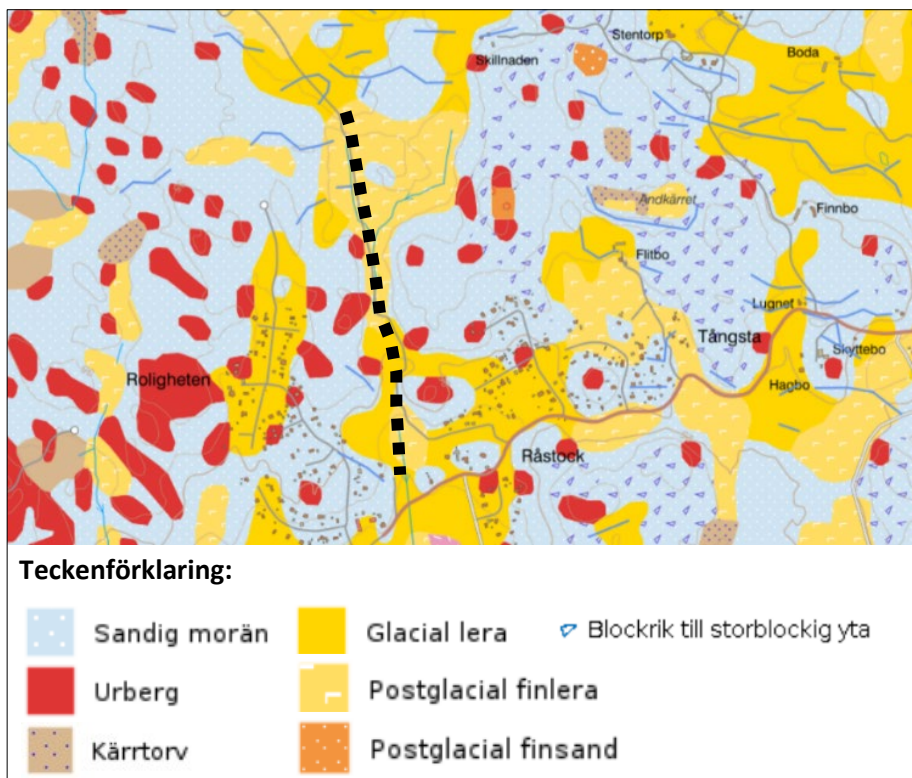 Stentorp
Skillnaden
Boda
Andkärret
Finnbo
Flitbo
Lugnet
Tångsta
Skyttebo
Roligheten
Hagbo
Råstock
Teckenförklaring:
Sandig morän
Glacial lera
Blockrik till storblockig yta
Urberg
Postglacial finlera
Kärrtorv
Postglacial finsand